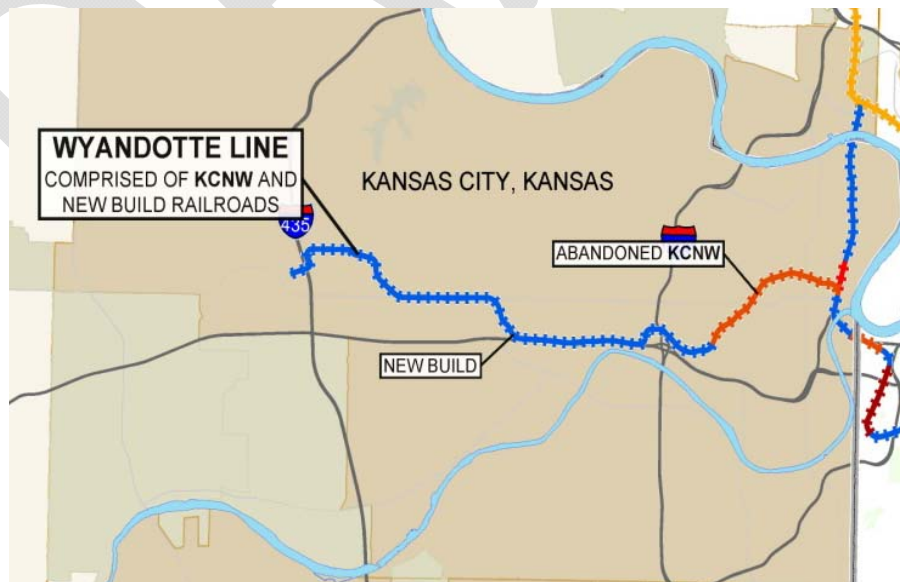 WYANDOTTE LINE
COMPRISED OF KCNW AND
NEW BUILD RAILROADS
KANSAS CITY, KANSAS
435
ABANDONED KCNW
NEW BUILD